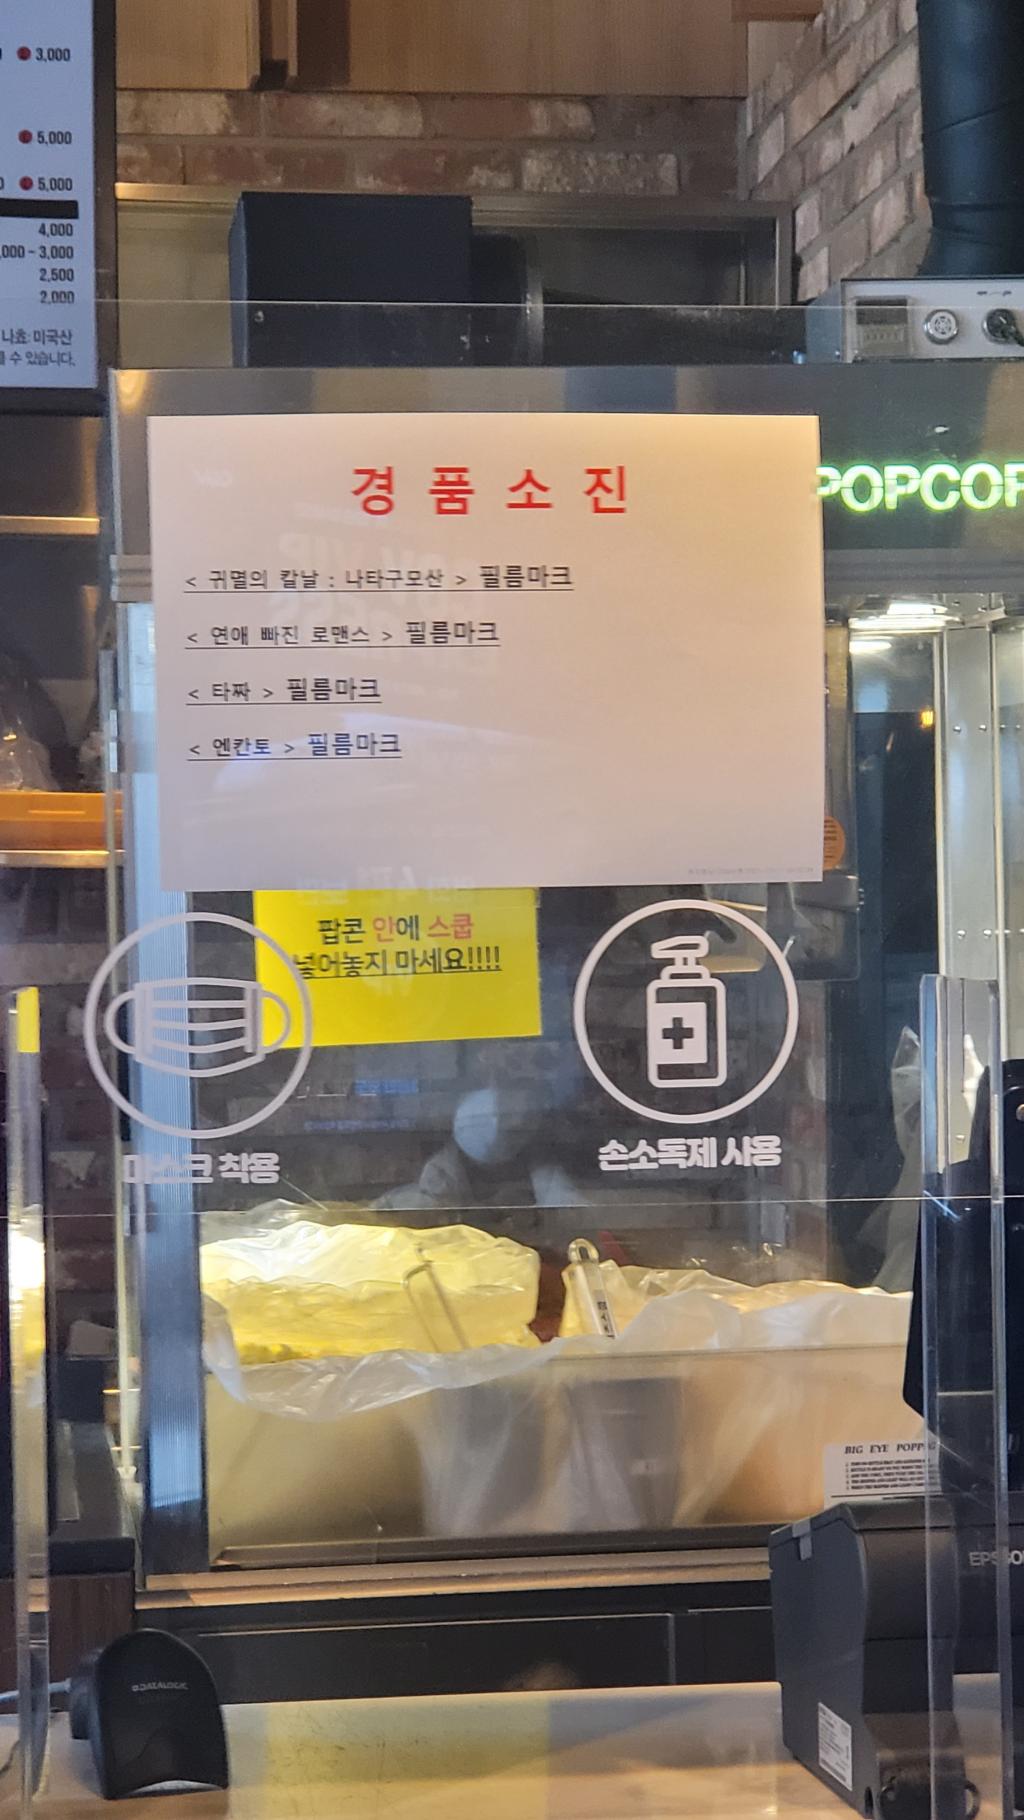 3,000
5,000
5,000
4,000
,000 ~ 3,000
2,500
2,000
나쵸: 미국산
수 있습니다.
경 품 소 진
POPCOR
< 귀멸의 칼날 : 나타구모산 > 필름마크
< 연애 빠진 로맨스 > 필름마크
< 타짜 > 필름마크
< 엔칸토 > 필름마크
팝콘 안에 스쿱
넣어놓지 마세요!!!!
마스크 착용
손소독제 사용
BIG EYE POPP
EPSON
DATALOGIC